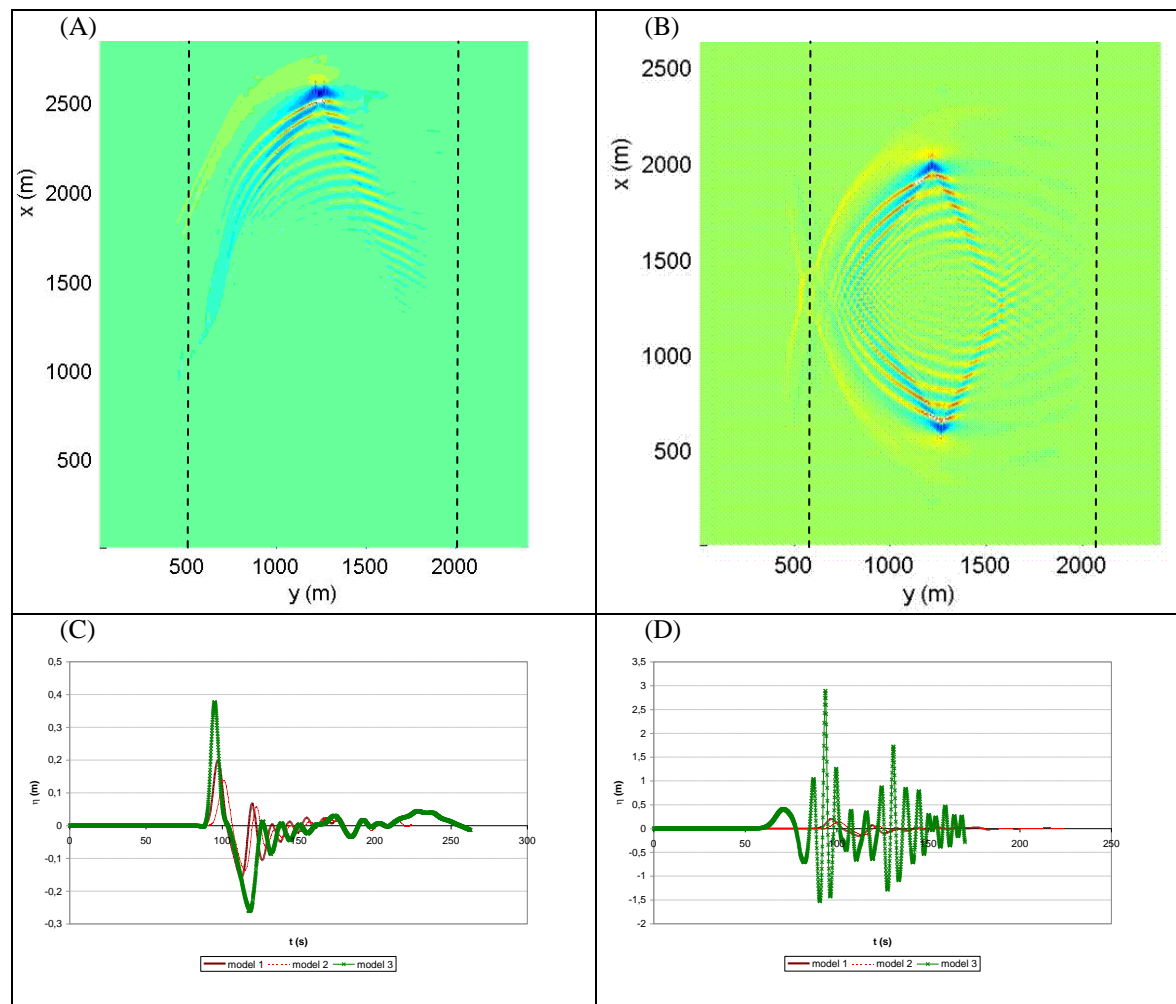 (A)
2500
2000
1500
1000
500
x (m)
500 1000 1500 2000
y (m)
(B)
2500
2000
1500
1000
500
x (m)
500 1000 1500 2000
y (m)
(C)
0,5
0,4
0,3
0,2
0,1
0
-0,1
-0,2
-0,3
η (m)
0 50 100 150 200 250 300
t (s)
model 1 model 2 model 3
(D)
3,5
3
2,5
2
1,5
1
0,5
0
-0,5
-1
-1,5
-2
η (m)
0 50 100 150 200 250
t (s)
model 1 model 2 model 3